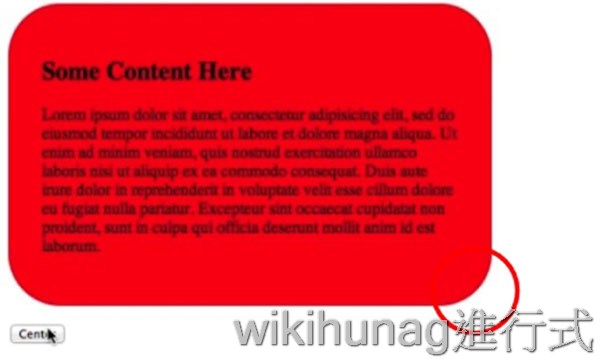 Some Content Here
Lorem ipsum dolor sit amet, consectetur adipisicing elit, sed do
eiusmod tempor incididunt ut labore et dolore magna aliqua. Ut
enim ad minim veniam, quis nostrud exercitation ullamco
laboris nisi ut aliquip ex ea commodo consequat. Duis aute
irure dolor in reprehenderit in voluptate velit esse cillum dolore
eu fugiat nulla pariatur. Excepteur sint occaecat cupidatat non
proident, sunt in culpa qui officia deserunt mollit anim id est
laborum.
wikihunag進行式